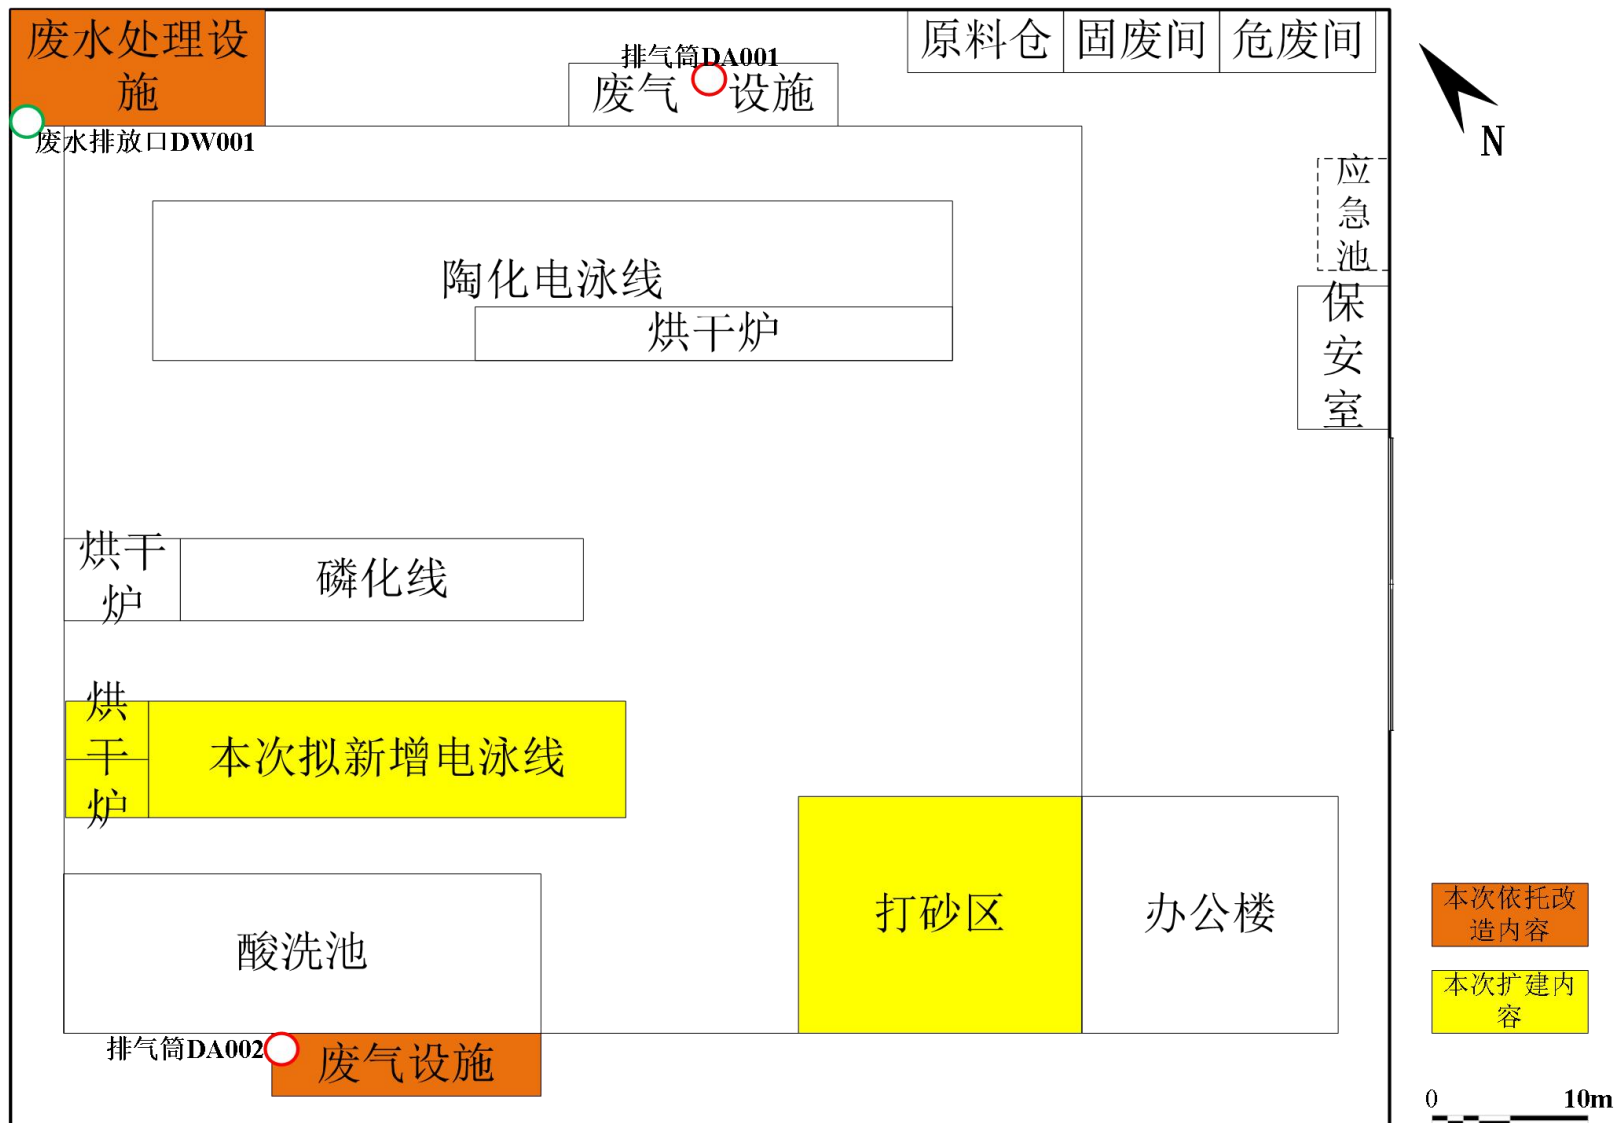 废水处理设
施
排气筒DA001
废气 设施
原料仓
固废间
危废间
N
废水排放口DW001
应
急
池
陶化电泳线
烘干炉
保
安
室
烘干
炉
磷化线
烘
干
炉
本次拟新增电泳线
打砂区
办公楼
酸洗池
排气筒DA002
废气设施
本次依托改
造内容
本次扩建内
容
0 10m